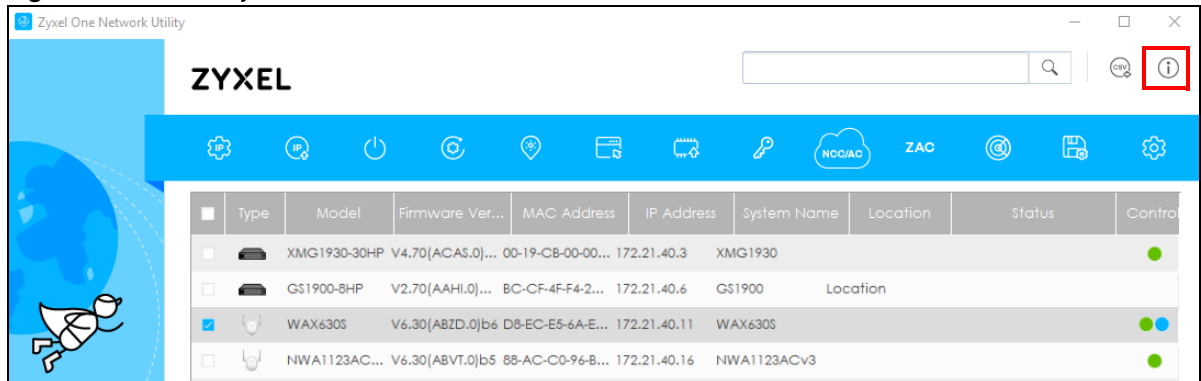 Zyxel One Network Utility
ZYXEL
CSV
IP IP NCC/AC ZAC
Type Model Firmware Ver... MAC Address IP Address System Name Location Status Control
XMG1930-30HP V4.70(ACAS.0)... 00-19-CB-00-00... 172.21.40.3 XMG1930
GS1900-8HP V2.70(AAHI.0)... BC-CF-4F-F4-2... 172.21.40.6 GS1900 Location
WAX630S V6.30(ABZD.0)b6 D8-EC-E5-6A-E... 172.21.40.11 WAX630S
NWA1123AC... V6.30(ABVT.0)b5 88-AC-C0-96-B... 172.21.40.16 NWA1123ACv3